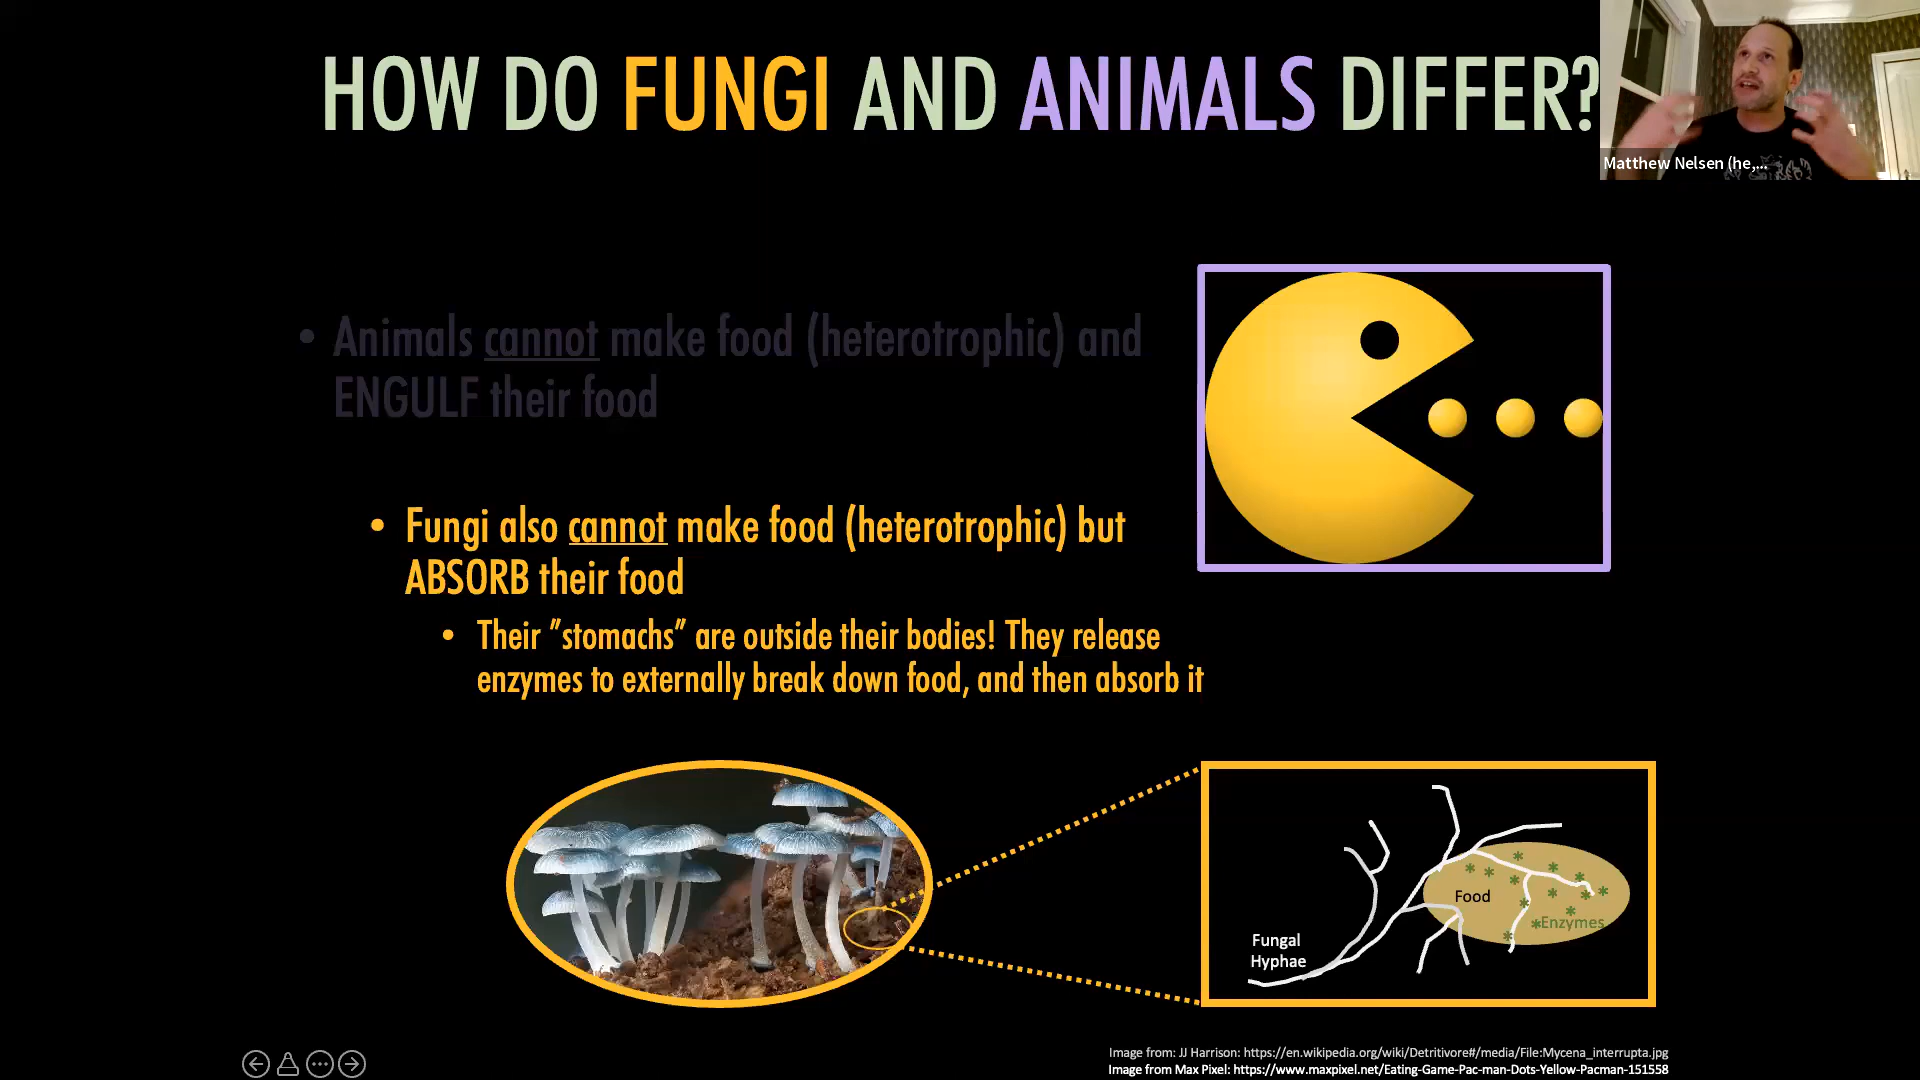 HOW DO FUNGI AND ANIMALS DIFFER?
Matthew Nelsen (he,...
• Animals cannot make food (heterotrophic) and
ENGULF their food
• Fungi also cannot make food (heterotrophic) but
ABSORB their food
• Their ”stomachs” are outside their bodies! They release
enzymes to externally break down food, and then absorb it
Food
Enzymes
Fungal
Hyphae
Image from: JJ Harrison: https://en.wikipedia.org/wiki/Detritivore#/media/File:Mycena_interrupta.jpg
Image from Max Pixel: https://www.maxpixel.net/Eating-Game-Pac-man-Dots-Yellow-Pacman-151558